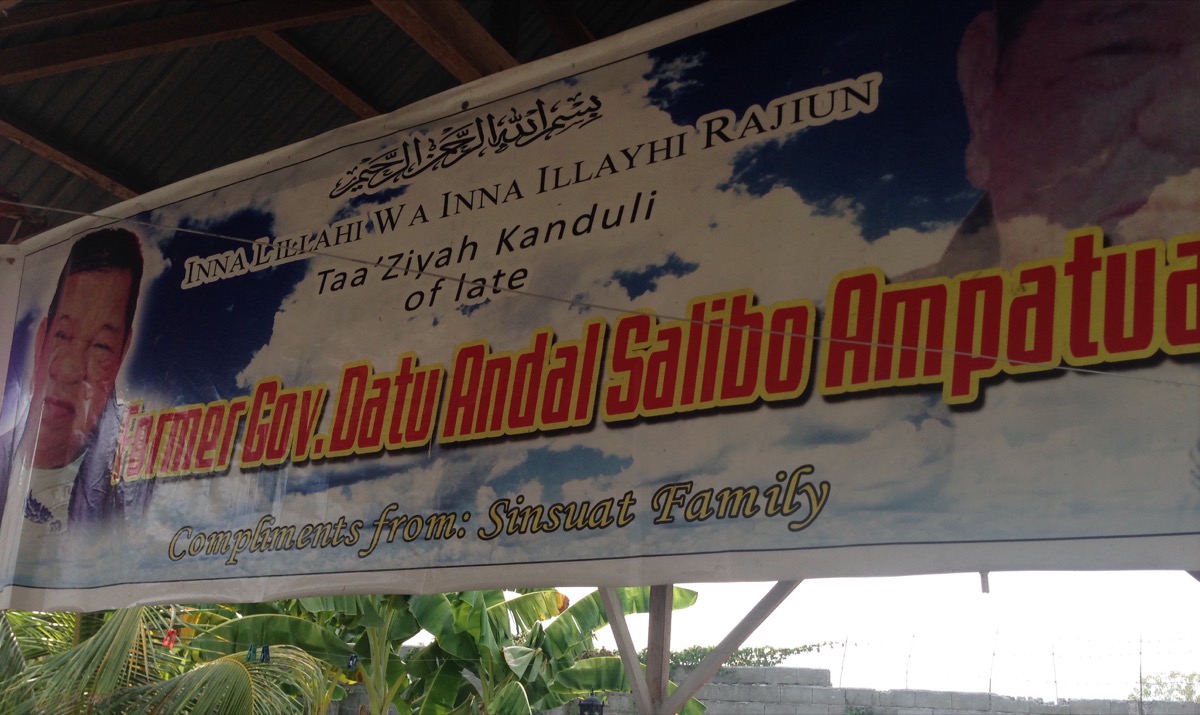 بسم الله الرحمن الرحيم
INNA LILLAHI WA INNA ILLAYHI RAJIUN
Taa'Ziyah Kanduli
of late
Former Gov. Datu Andal Salibo Ampatua
Compliments from: Sinsuat Family